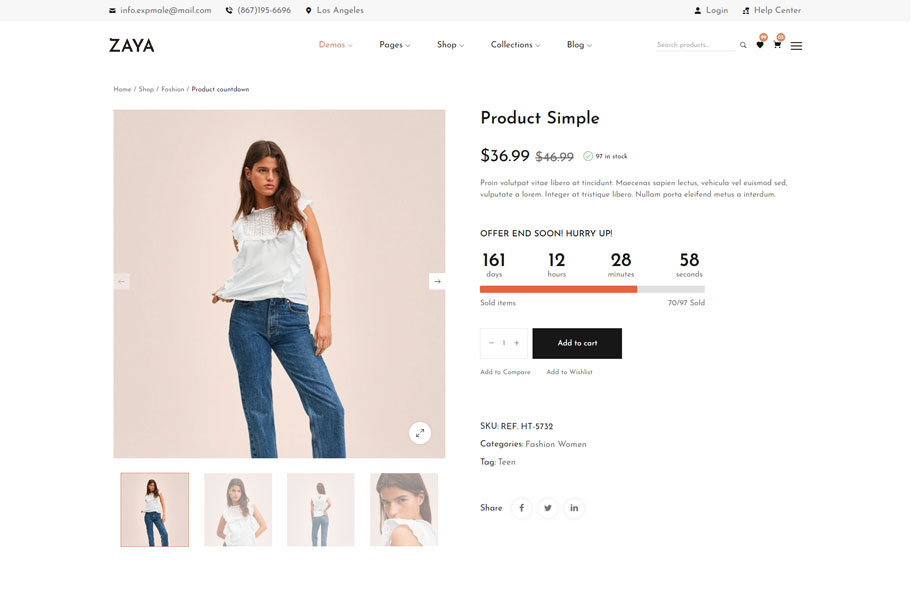 info.expmale@mail.com (867)195-6696 Los Angeles Login Help Center
ZAYA Demos Pages Shop Collections Blog Search products..
Home / Shop / Fashion / Product countdown
Product Simple
$36.99 $46.99 97 in stock
Proin volutpat vitae libero at tincidunt. Maecenas sapien lectus, vehicula vel euismod sed,
vulputate a lorem. Integer at tristique libero. Nullam porta eleifend metus a interdum.
OFFER END SOON! HURRY UP!
161 12 28 58
days hours minutes seconds
Sold items 70/97 Sold
− 1 + Add to cart
Add to Compare Add to Wishlist
SKU: REF. HT-5732
Categories: Fashion Women
Tag: Teen
Share f in